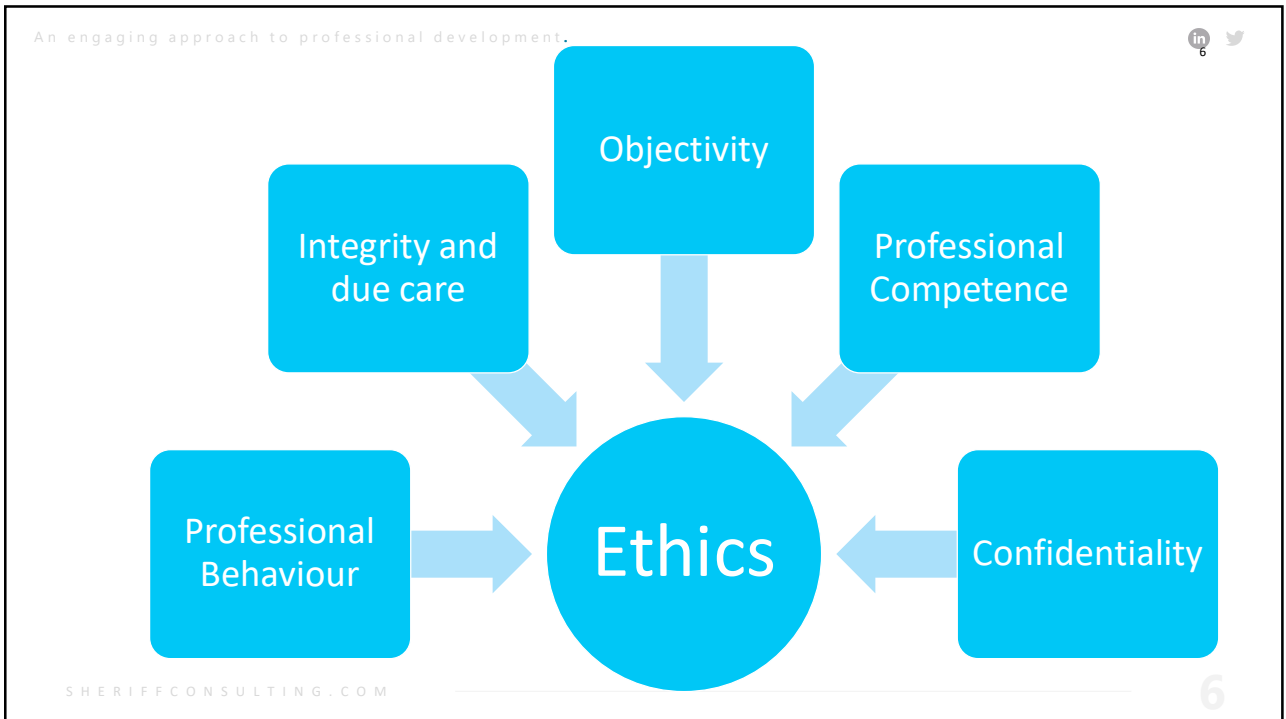 An engaging approach to professional development.
in
6
Objectivity
Integrity and
due care
Professional
Competence
Professional
Behaviour
Ethics
Confidentiality
SHERIFFCONSULTING.COM
6